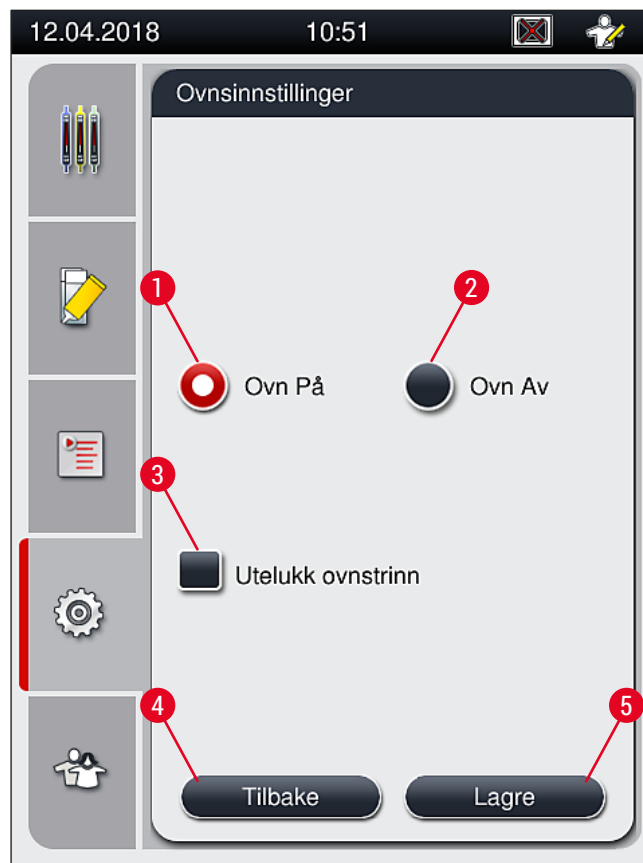 12.04.2018 10:51
Ovnsinnstillinger
1 2
Ovn På Ovn Av
3
Utelukk ovnstrinn
4 5
Tilbake Lagre